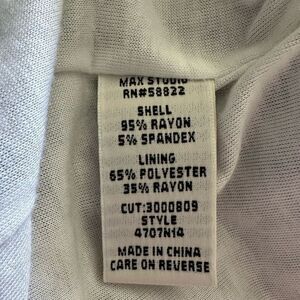 MAX STUDIO
RN#58822
SHELL
95% RAYON
5% SPANDEX
LINING
65% POLYESTER
35% RAYON
CUT:3000809
STYLE
4707N14
MADE IN CHINA
CARE ON REVERSE